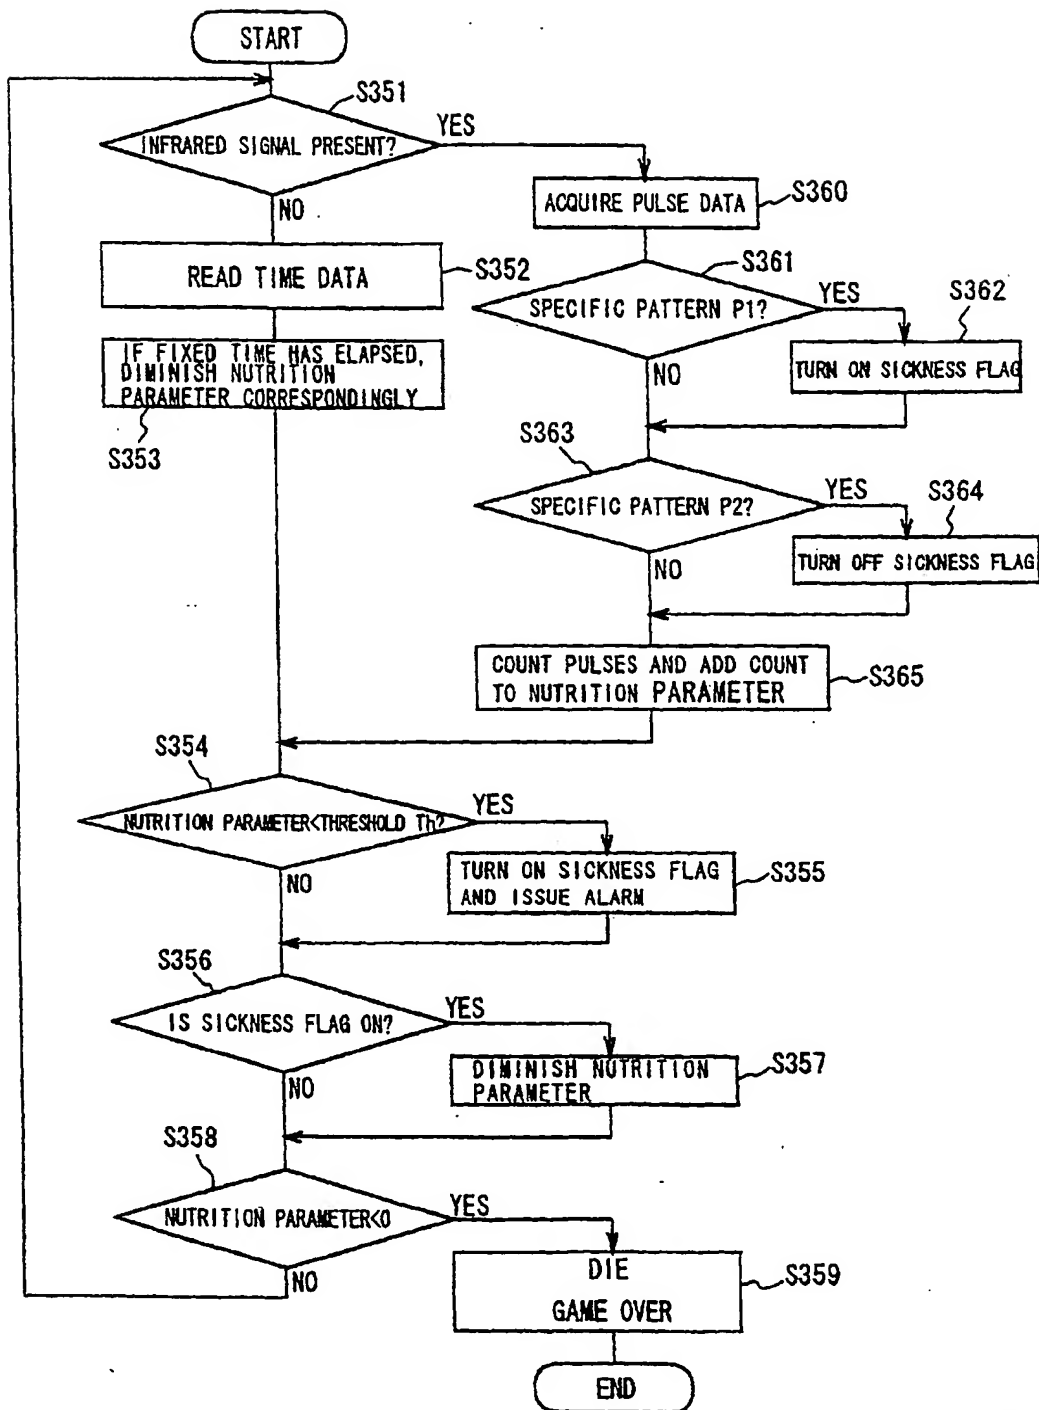 START
S351
INFRARED SIGNAL PRESENT?
YES
NO
ACQUIRE PULSE DATA
S360
READ TIME DATA
S352
S361
SPECIFIC PATTERN P1?
YES
NO
S362
TURN ON SICKNESS FLAG
IF FIXED TIME HAS ELAPSED,
DIMINISH NUTRITION
PARAMETER CORRESPONDINGLY
S353
S363
SPECIFIC PATTERN P2?
YES
NO
S364
TURN OFF SICKNESS FLAG
COUNT PULSES AND ADD COUNT
TO NUTRITION PARAMETER
S365
S354
NUTRITION PARAMETER<THRESHOLD Th?
YES
NO
TURN ON SICKNESS FLAG
AND ISSUE ALARM
S355
S356
IS SICKNESS FLAG ON?
YES
NO
DIMINISH NUTRITION
PARAMETER
S357
S358
NUTRITION PARAMETER<0
YES
NO
DIE
GAME OVER
S359
END